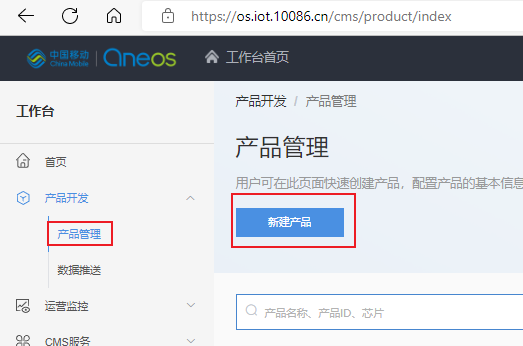 https://os.iot.10086.cn/cms/product/index
中国移动
China Mobile
OneOS
工作台首页
工作台
产品开发 / 产品管理
产品管理
首页
用户可在此页面快速创建产品，配置产品的基本信息
产品开发
新建产品
产品管理
数据推送
运营监控
产品名称、产品ID、芯片
CMS服务